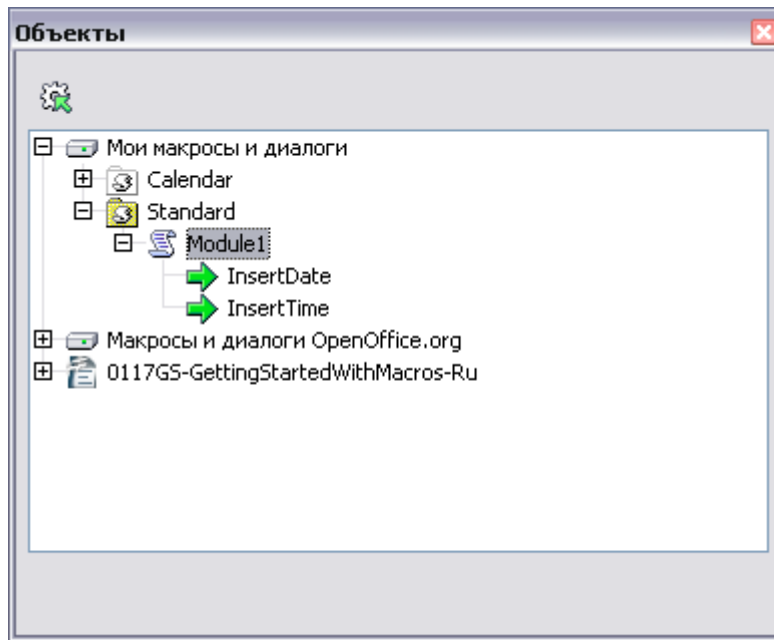 Объекты
Мои макросы и диалоги
Calendar
Standard
Module1
InsertDate
InsertTime
Макросы и диалоги OpenOffice.org
0117GS-GettingStartedWithMacros-Ru